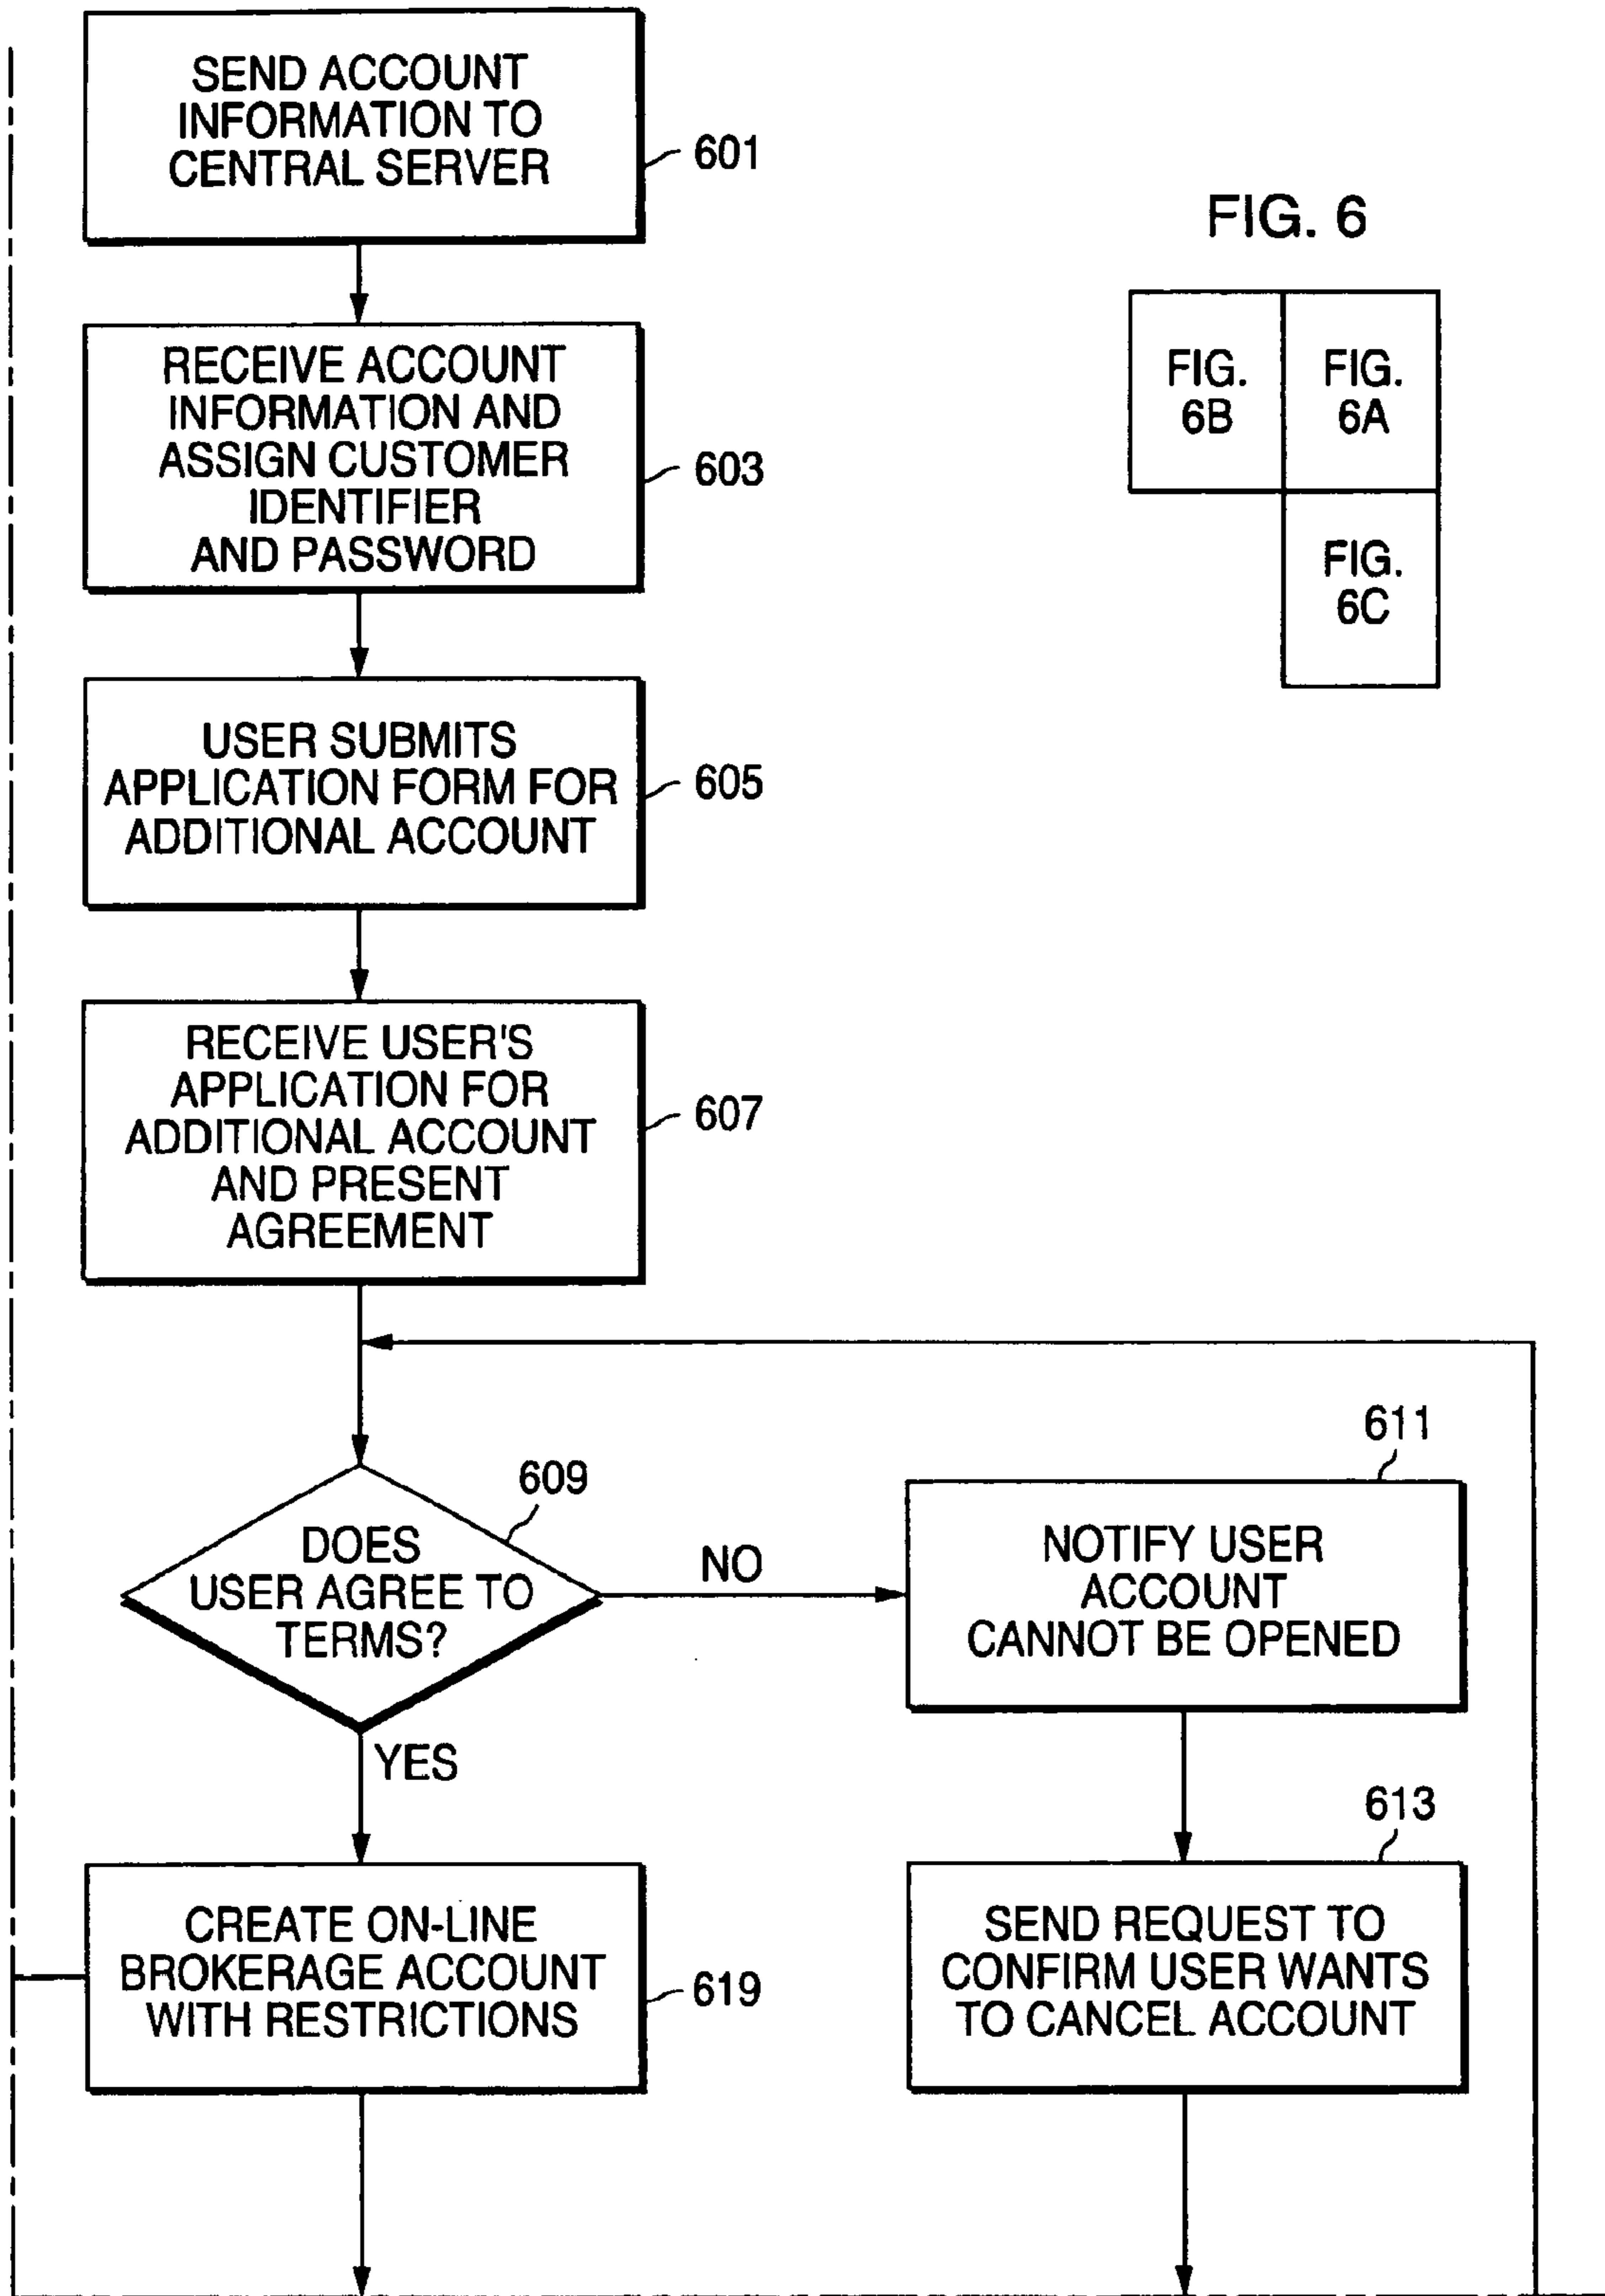 SEND ACCOUNT
INFORMATION TO
CENTRAL SERVER
601
FIG. 6
FIG.
6B
FIG.
6A
FIG.
6C
RECEIVE ACCOUNT
INFORMATION AND
ASSIGN CUSTOMER
IDENTIFIER
AND PASSWORD
603
USER SUBMITS
APPLICATION FORM FOR
ADDITIONAL ACCOUNT
605
RECEIVE USER'S
APPLICATION FOR
ADDITIONAL ACCOUNT
AND PRESENT
AGREEMENT
607
609
DOES
USER AGREE TO
TERMS?
NO
YES
611
NOTIFY USER
ACCOUNT
CANNOT BE OPENED
613
SEND REQUEST TO
CONFIRM USER WANTS
TO CANCEL ACCOUNT
CREATE ON-LINE
BROKERAGE ACCOUNT
WITH RESTRICTIONS
619